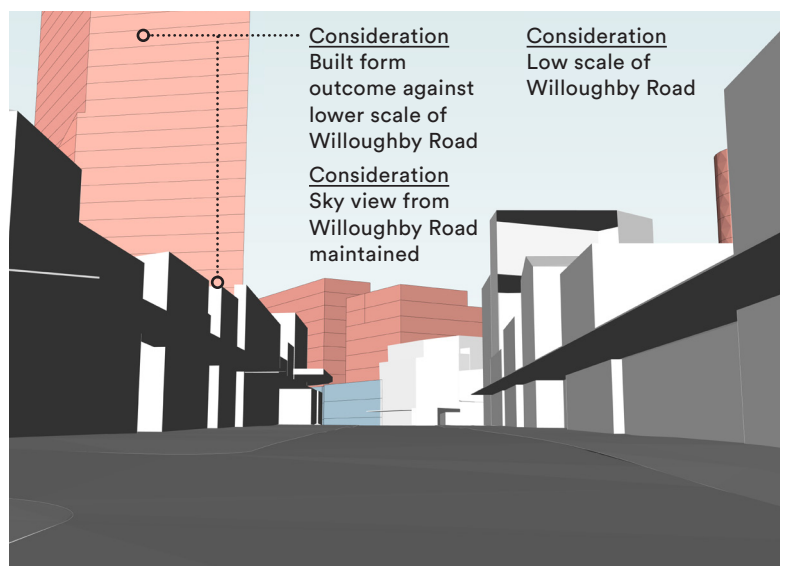 Consideration
Built form
outcome against
lower scale of
Willoughby Road
Consideration
Sky view from
Willoughby Road
maintained
Consideration
Low scale of
Willoughby Road